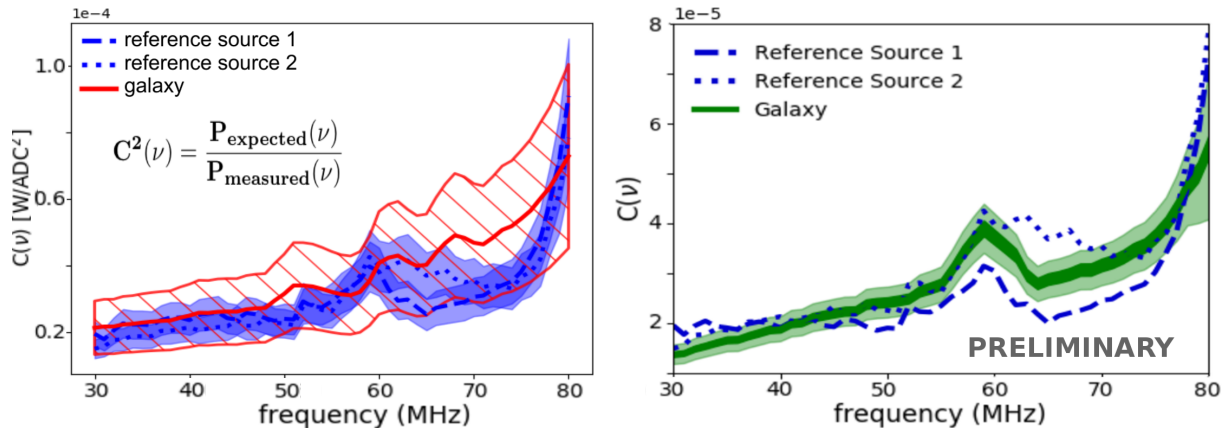 1e−4
reference source 1
reference source 2
galaxy
C²(ν) = P_expected(ν) / P_measured(ν)
C(ν) [W/ADC²]
1.0
0.6
0.2
30 40 50 60 70 80
frequency (MHz)
1e−5
Reference Source 1
Reference Source 2
Galaxy
C(ν)
8
6
4
2
PRELIMINARY
30 40 50 60 70 80
frequency (MHz)